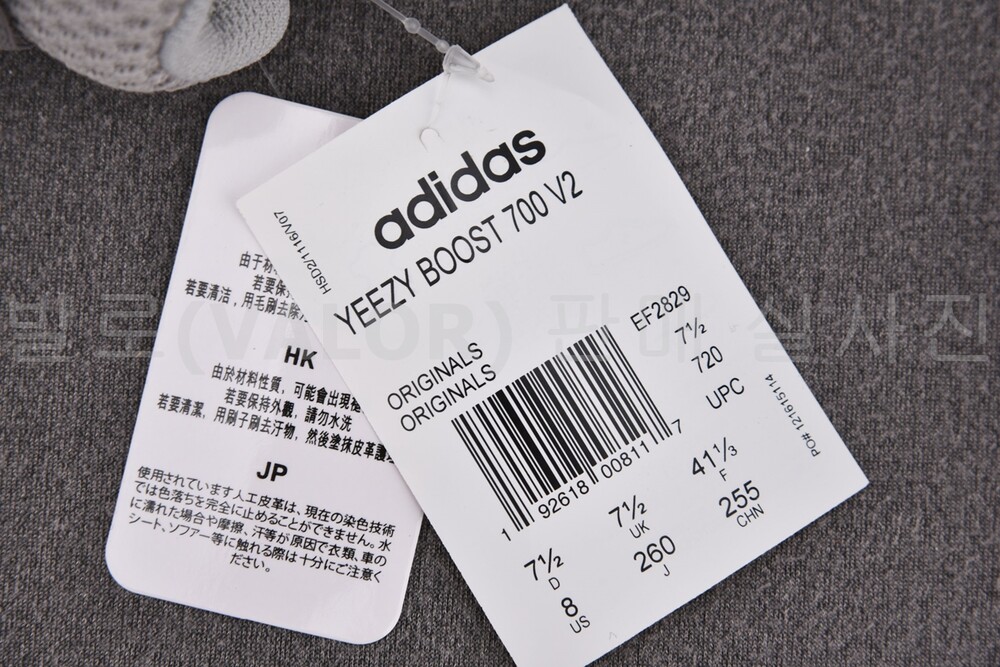 adidas
YEEZY BOOST 700 V2
HSD2/1116/V07
ORIGINALS
ORIGINALS
EF2829
7½
720
UPC
PO# 121615114
1 92618 00811 7
7½ D
7½ UK
41⅓ F
8 US
260 J
255 CHN
由于材
若要保
若要清洁，用毛刷去除
HK
由於材料性質，可能會出現
若要保持外觀，請勿水洗
若要清潔，用刷子刷去汙物，然後塗抹皮革護
JP
使用されています人工皮革は、現在の染色技術
では色落ちを完全に止めることができません。水
に濡れた場合や摩擦、汗等が原因で衣類、車の
シート、ソファー等に触れる際は十分にご注意く
ださい。
별로(VALOR) 판매 실사진